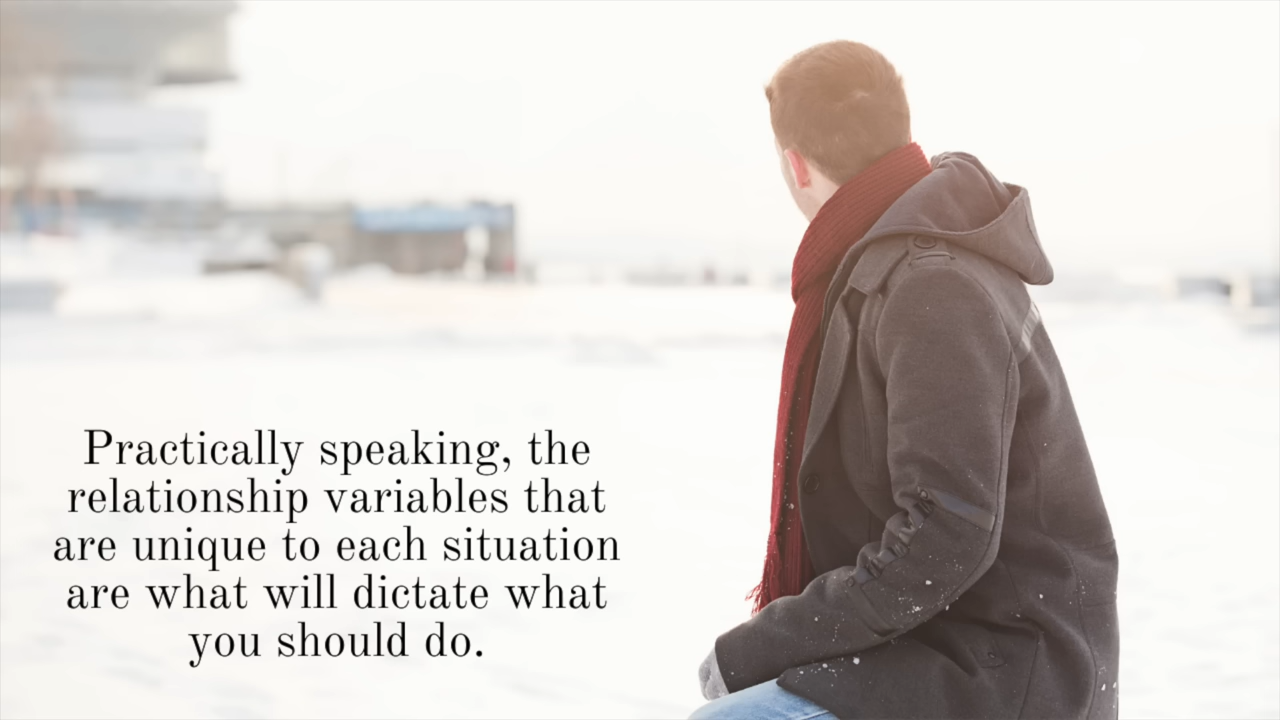 Practically speaking, the
relationship variables that
are unique to each situation
are what will dictate what
you should do.